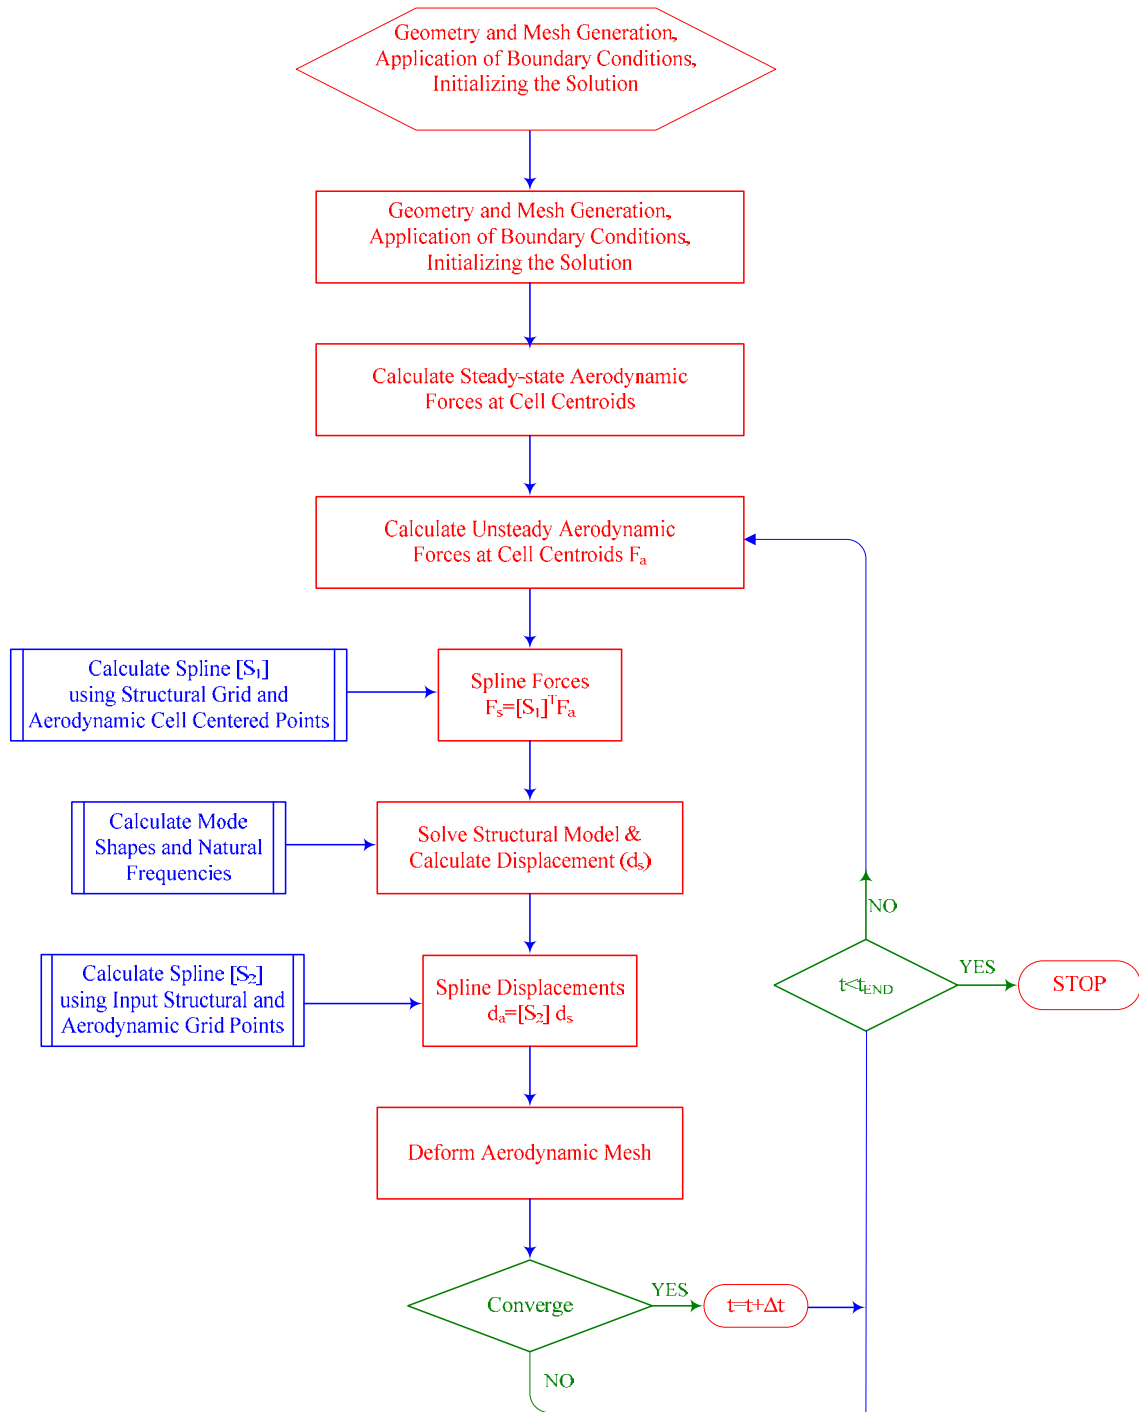 Geometry and Mesh Generation,
Application of Boundary Conditions,
Initializing the Solution
Geometry and Mesh Generation,
Application of Boundary Conditions,
Initializing the Solution
Calculate Steady-state Aerodynamic
Forces at Cell Centroids
Calculate Unsteady Aerodynamic
Forces at Cell Centroids Fₐ
Calculate Spline [S₁]
using Structural Grid and
Aerodynamic Cell Centered Points
Spline Forces
Fₛ=[S₁]ᵀFₐ
Calculate Mode
Shapes and Natural
Frequencies
Solve Structural Model &
Calculate Displacement (dₛ)
NO
Calculate Spline [S₂]
using Input Structural and
Aerodynamic Grid Points
Spline Displacements
dₐ=[S₂] dₛ
t<t_END
YES
STOP
Deform Aerodynamic Mesh
Converge
YES
t=t+Δt
NO